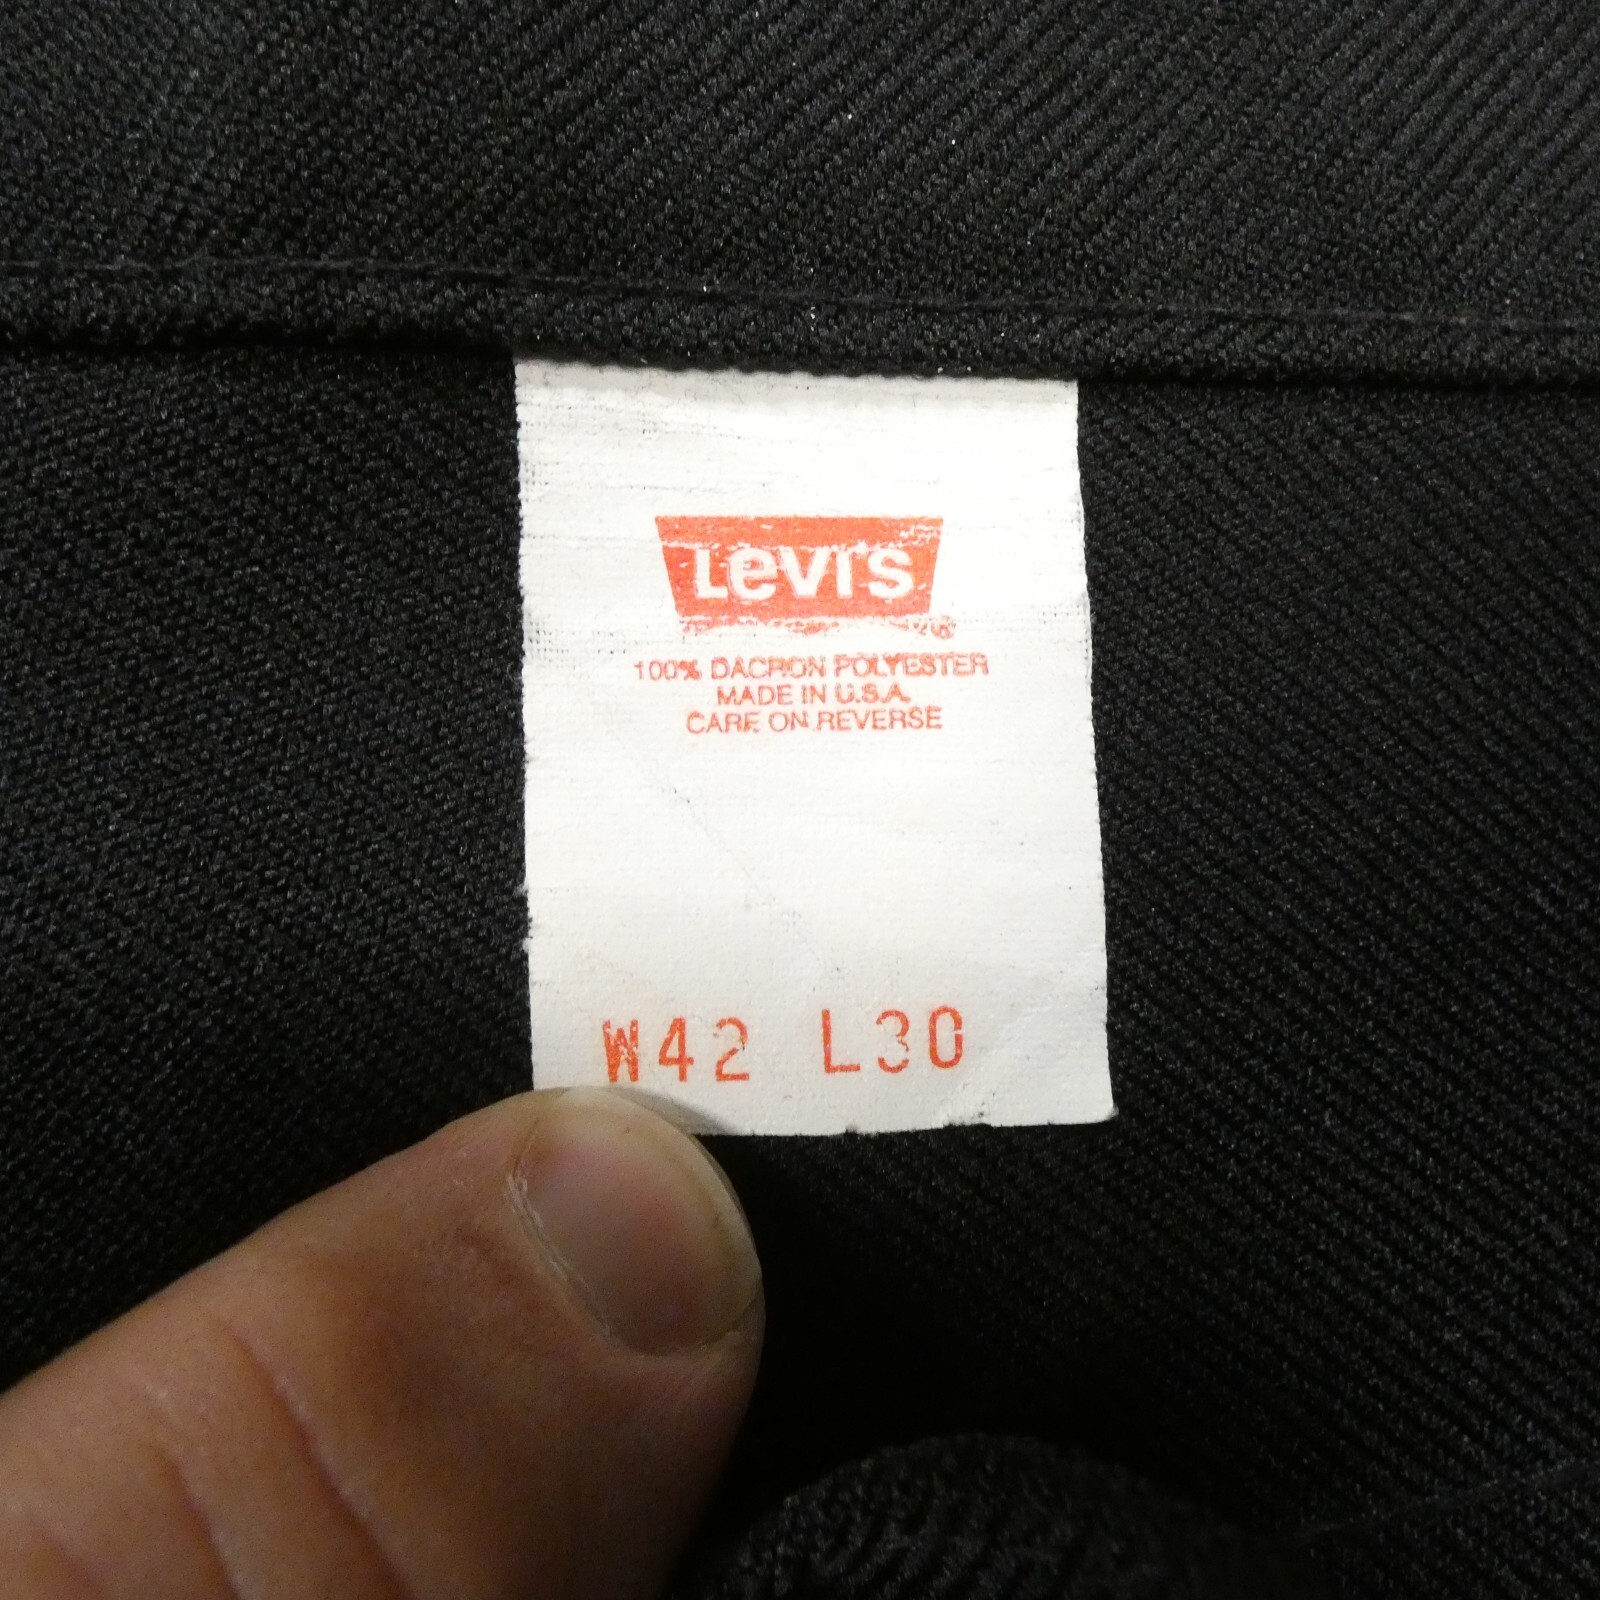 Levi's
®
100% DACRON POLYESTER
MADE IN U.S.A.
CARE ON REVERSE
W42 L30